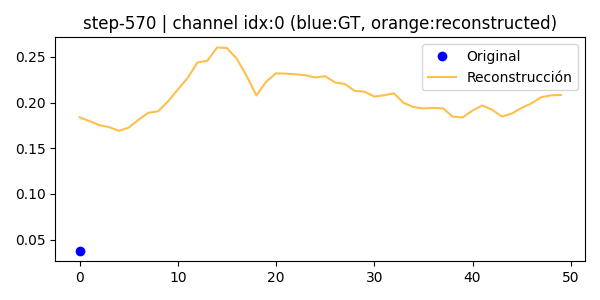 step-570 | channel idx:0 (blue:GT, orange:reconstructed)
Original
Reconstrucción
0.25
0.20
0.15
0.10
0.05
0 10 20 30 40 50